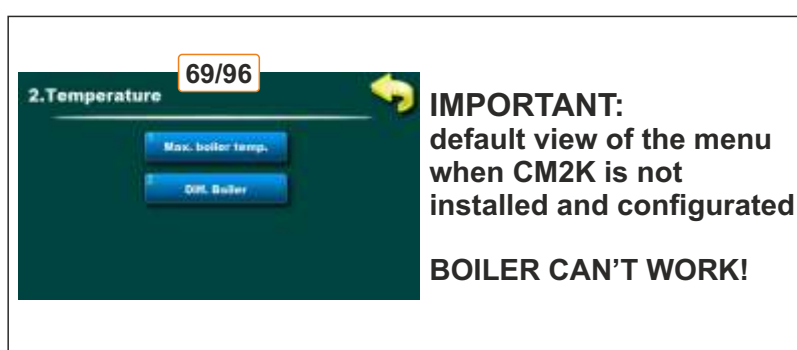 69/96
2.Temperature
Max. boiler temp.
Diff. Boiler
IMPORTANT:
default view of the menu
when CM2K is not
installed and configurated
BOILER CAN'T WORK!